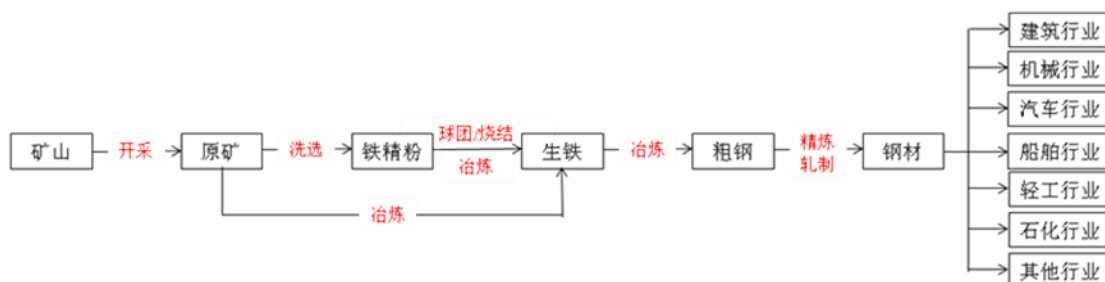 矿山
开采
原矿
洗选
铁精粉
球团/烧结
冶炼
生铁
冶炼
粗钢
精炼
轧制
钢材
冶炼
建筑行业
机械行业
汽车行业
船舶行业
轻工行业
石化行业
其他行业